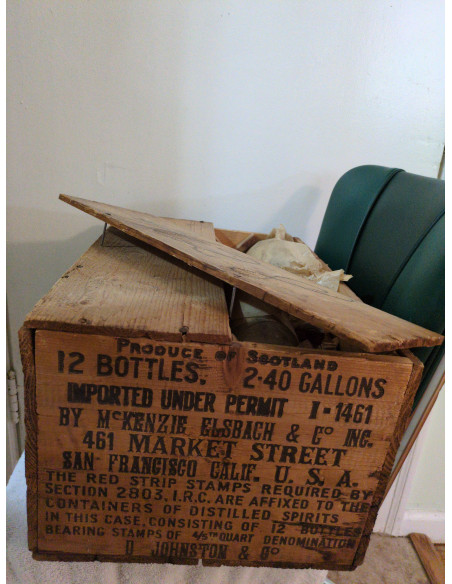 PRODUCE OF SCOTLAND
12 BOTTLES. 2·40 GALLONS
IMPORTED UNDER PERMIT I-1461
BY McKENZIE, ELSBACH & Co INC.
461 MARKET STREET
SAN FRANCISCO CALIF. U. S. A.
THE RED STRIP STAMPS REQUIRED BY
SECTION 2803. I.R.C. ARE AFFIXED TO THE
CONTAINERS OF DISTILLED SPIRITS
IN THIS CASE, CONSISTING OF 12 BOTTLES
BEARING STAMPS OF 4/5TH QUART DENOMINATION
D. JOHNSTON & Co